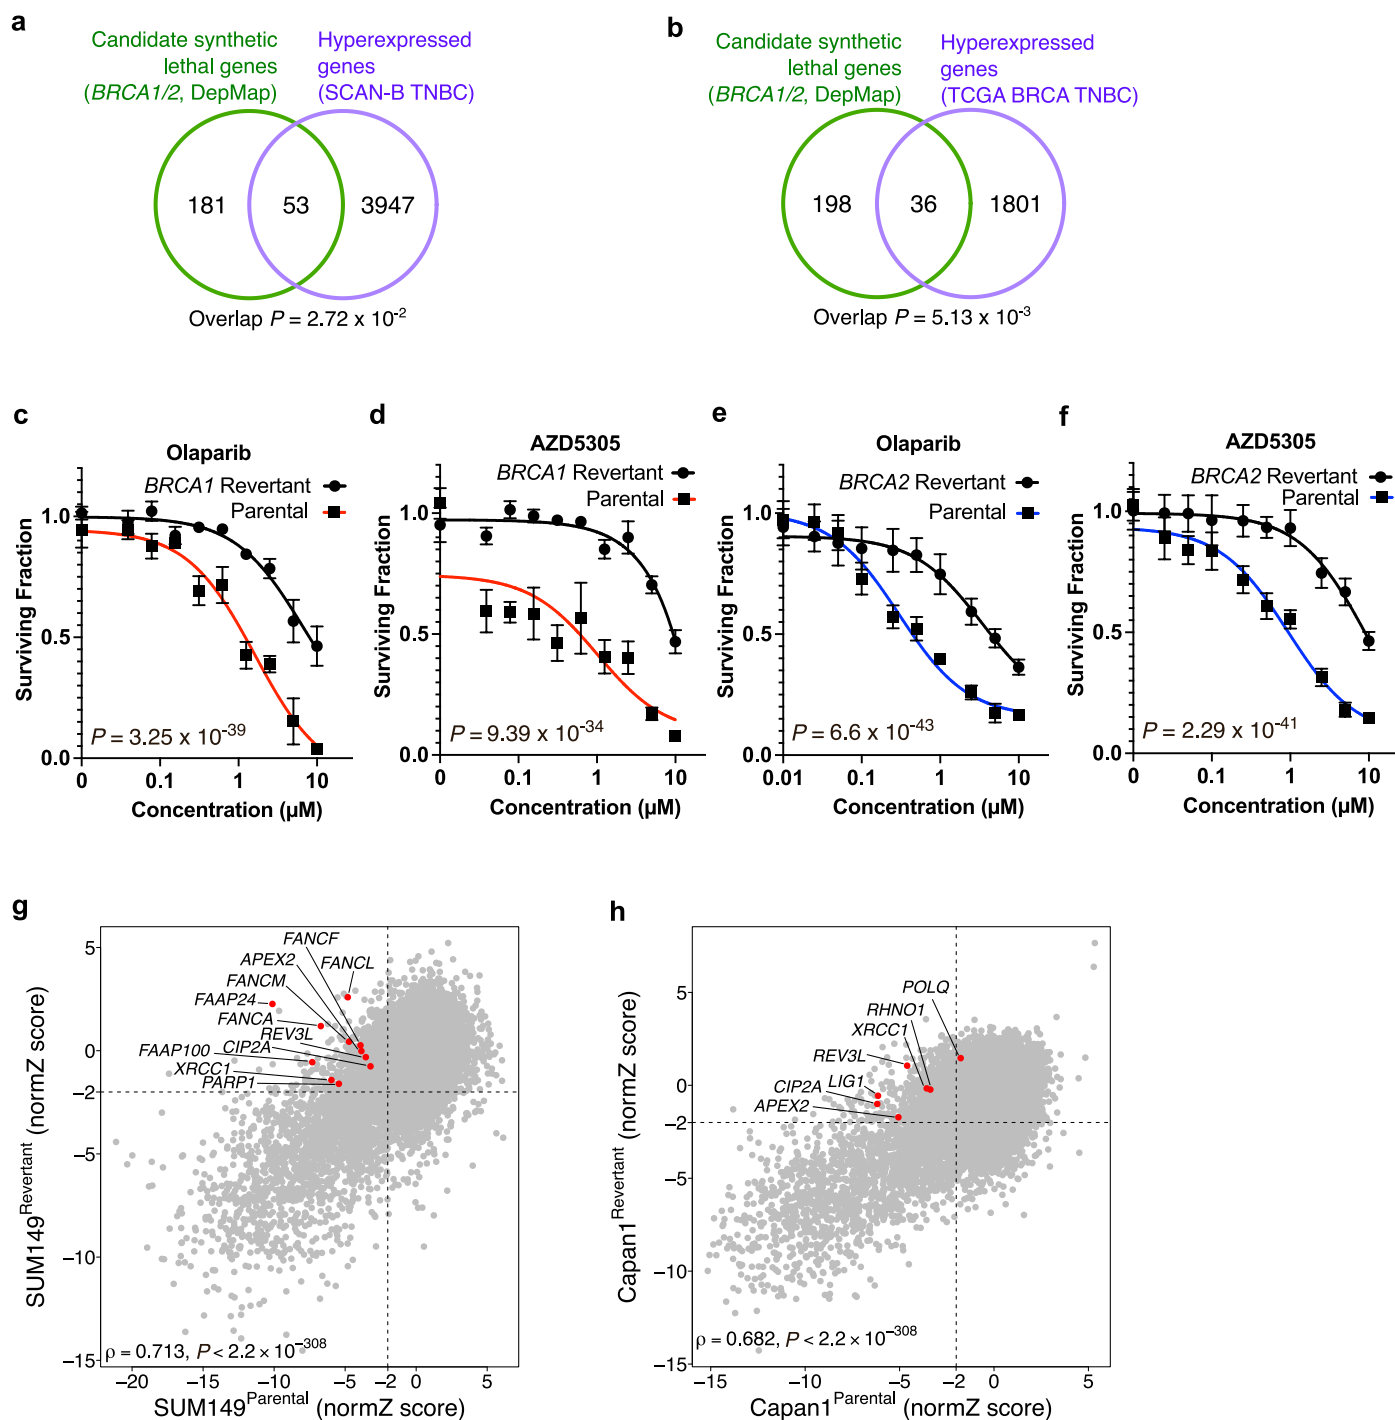 a
Candidate synthetic
lethal genes
(BRCA1/2, DepMap)
Hyperexpressed
genes
(SCAN-B TNBC)
181
53
3947
Overlap P = 2.72 x 10-2
b
Candidate synthetic
lethal genes
(BRCA1/2, DepMap)
Hyperexpressed
genes
(TCGA BRCA TNBC)
198
36
1801
Overlap P = 5.13 x 10-3
c
Olaparib
BRCA1 Revertant
Parental
Surviving Fraction
1.0
0.5
0.0
P = 3.25 x 10-39
0
0.1
1
10
Concentration (µM)
d
AZD5305
BRCA1 Revertant
Parental
Surviving Fraction
1.0
0.5
0.0
P = 9.39 x 10-34
0
0.1
1
10
Concentration (µM)
e
Olaparib
BRCA2 Revertant
Parental
Surviving Fraction
1.0
0.5
0.0
P = 6.6 x 10-43
0.01
0.1
1
10
Concentration (µM)
f
AZD5305
BRCA2 Revertant
Parental
Surviving Fraction
1.0
0.5
0.0
P = 2.29 x 10-41
0
0.1
1
10
Concentration (µM)
g
SUM149Revertant (normZ score)
5
0
−2
−5
−10
−15
FANCF
APEX2
FANCL
FANCM
FAAP24
FANCA
REV3L
CIP2A
FAAP100
XRCC1
PARP1
ρ = 0.713, P < 2.2 × 10−308
−20
−15
−10
−5
−2
0
5
SUM149Parental (normZ score)
h
Capan1Revertant (normZ score)
5
0
−2
−5
−10
−15
POLQ
RHNO1
XRCC1
REV3L
LIG1
CIP2A
APEX2
ρ = 0.682, P < 2.2 × 10−308
−15
−10
−5
−2
0
5
Capan1Parental (normZ score)